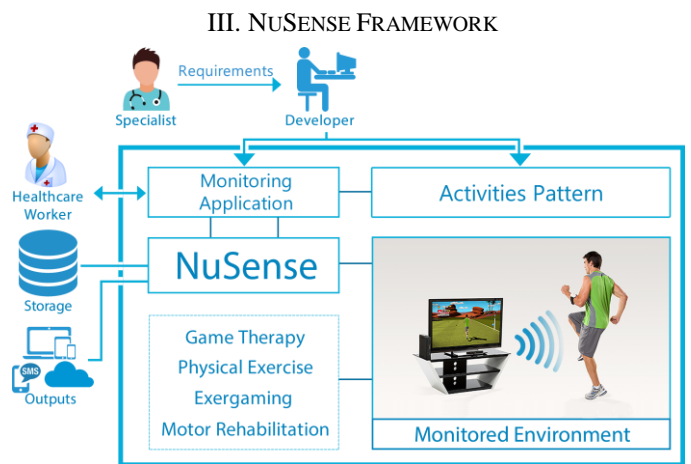 III. NUSENSE FRAMEWORK
Requirements
Specialist
Developer
Healthcare
Worker
Monitoring
Application
Activities Pattern
NuSense
Storage
SMS
Outputs
Game Therapy
Physical Exercise
Exergaming
Motor Rehabilitation
Monitored Environment